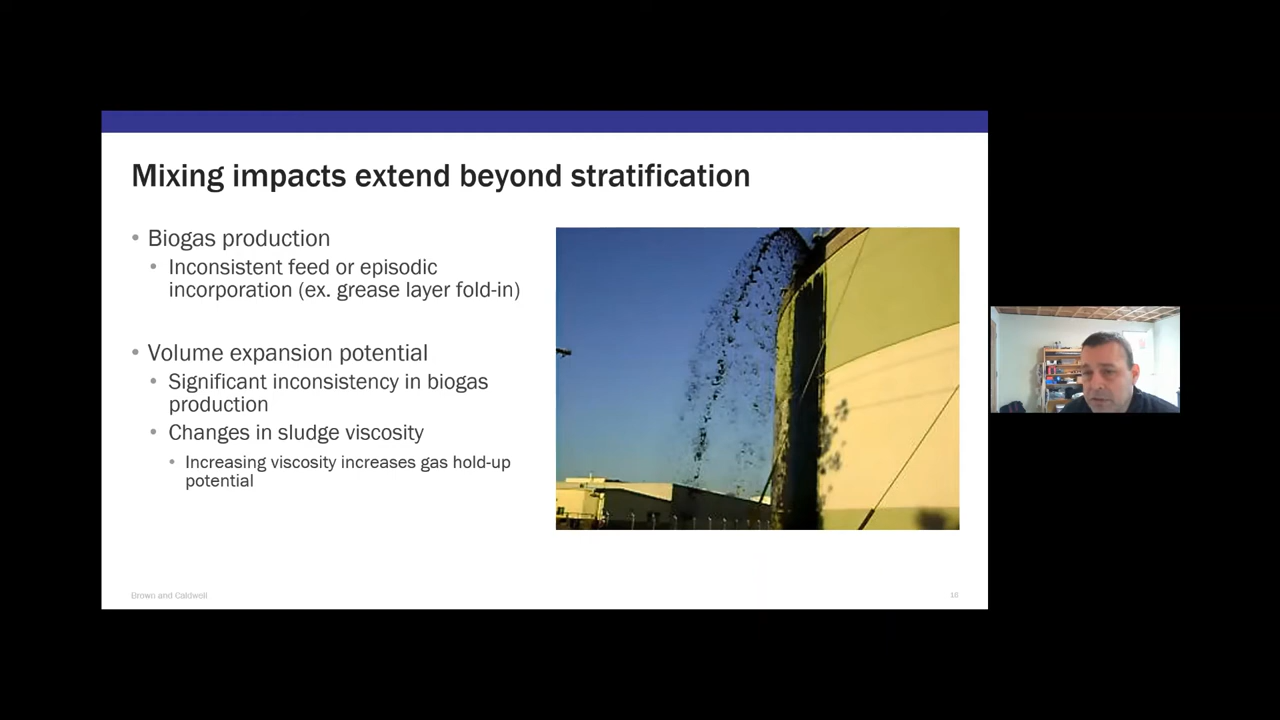 Mixing impacts extend beyond stratification
• Biogas production
• Inconsistent feed or episodic
incorporation (ex. grease layer fold-in)
• Volume expansion potential
• Significant inconsistency in biogas
production
• Changes in sludge viscosity
• Increasing viscosity increases gas hold-up
potential
Brown and Caldwell